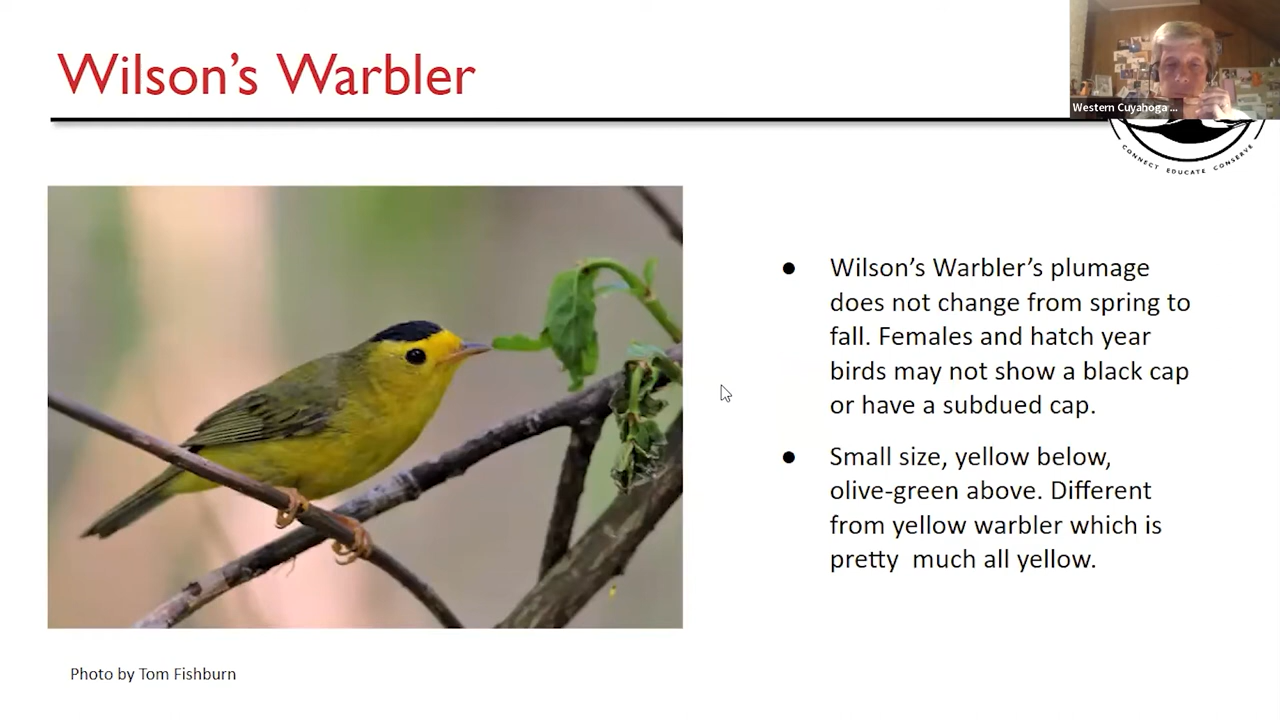 Wilson's Warbler
Western Cuyahoga ...
CONNECT EDUCATE CONSERVE
● Wilson's Warbler's plumage
does not change from spring to
fall. Females and hatch year
birds may not show a black cap
or have a subdued cap.
● Small size, yellow below,
olive-green above. Different
from yellow warbler which is
pretty  much all yellow.
Photo by Tom Fishburn